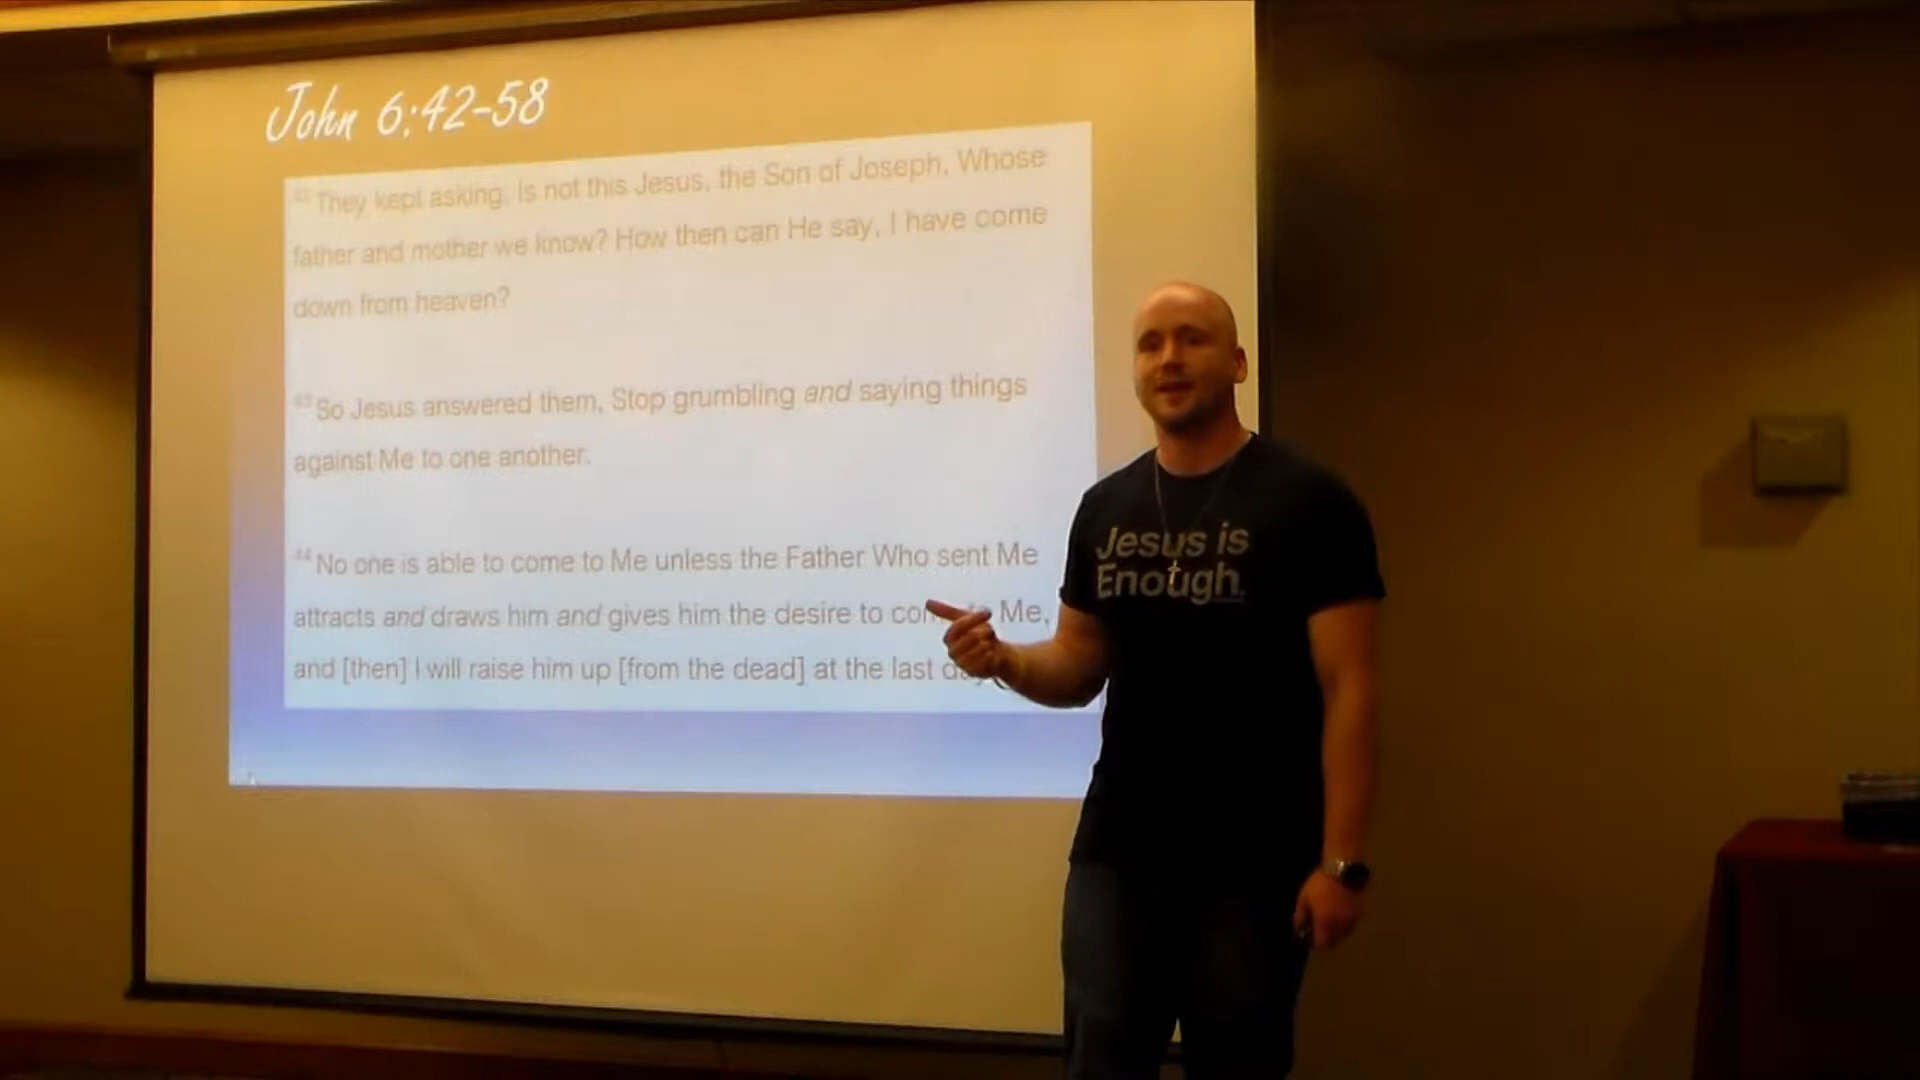 John 6:42-58
42 They kept asking, Is not this Jesus, the Son of Joseph, Whose
father and mother we know? How then can He say, I have come
down from heaven?
43 So Jesus answered them, Stop grumbling and saying things
against Me to one another.
44 No one is able to come to Me unless the Father Who sent Me
attracts and draws him and gives him the desire to Me,
and [then] I will raise him up [from the dead] at the last
Jesus is
Enough.